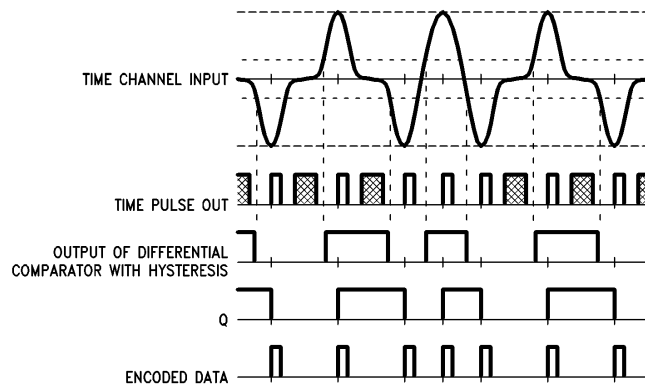 TIME CHANNEL INPUT
TIME PULSE OUT
OUTPUT OF DIFFERENTIAL
COMPARATOR WITH HYSTERESIS
Q
ENCODED DATA